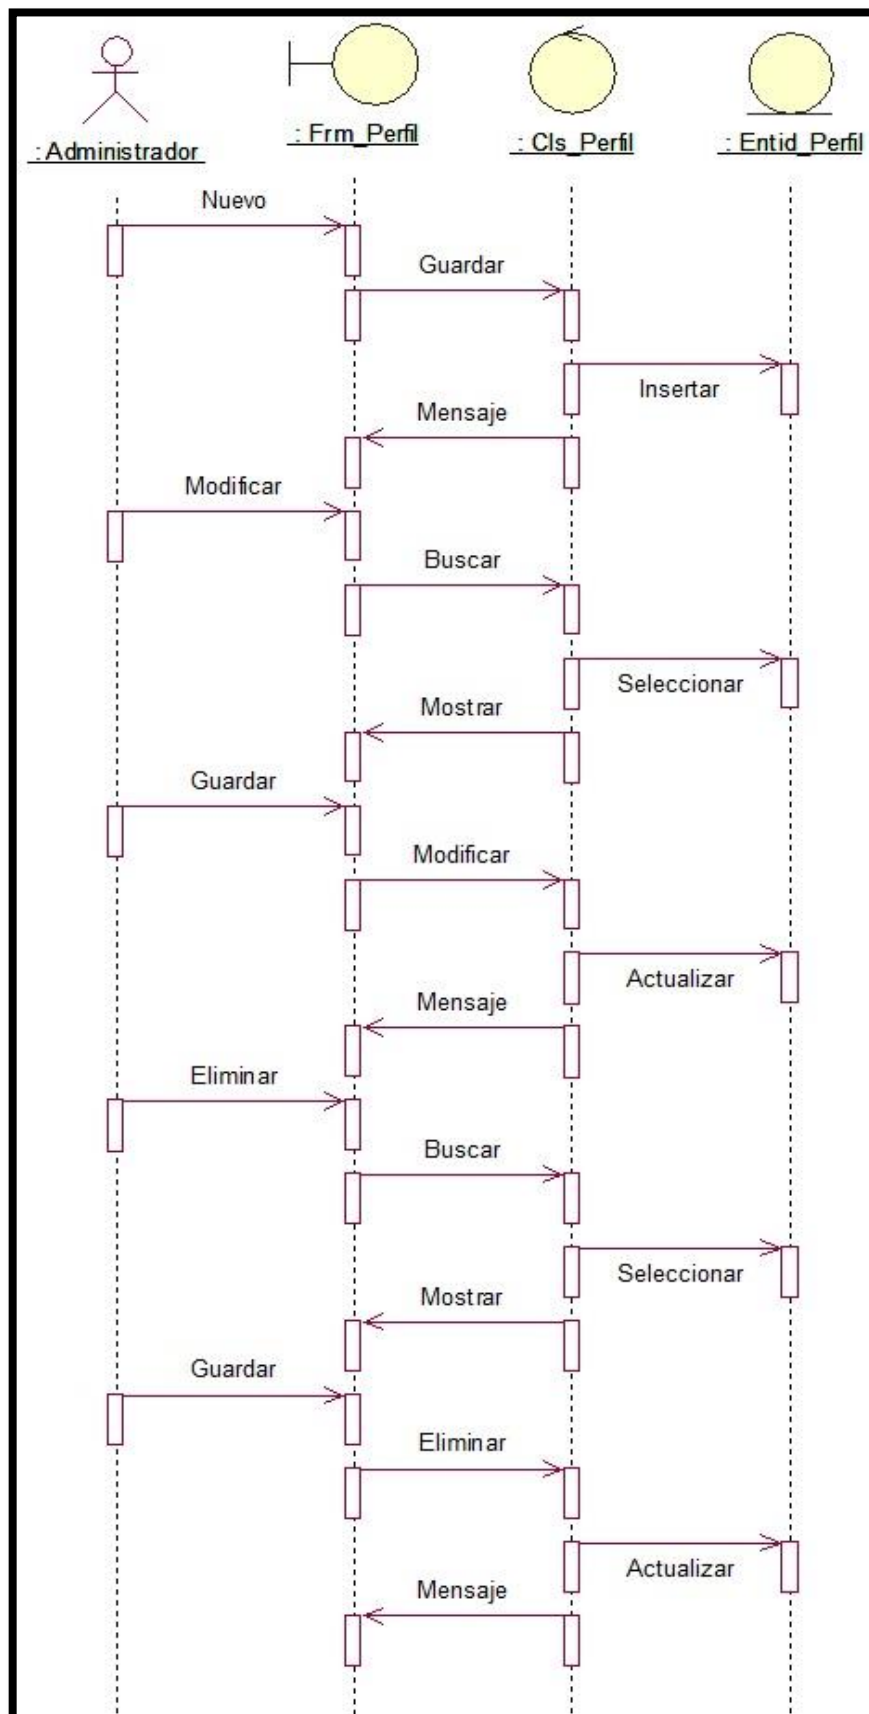 : Administrador
: Frm_Perfil
: Cls_Perfil
: Entid_Perfil
Nuevo
Guardar
Insertar
Mensaje
Modificar
Buscar
Seleccionar
Mostrar
Guardar
Modificar
Actualizar
Mensaje
Eliminar
Buscar
Seleccionar
Mostrar
Guardar
Eliminar
Actualizar
Mensaje